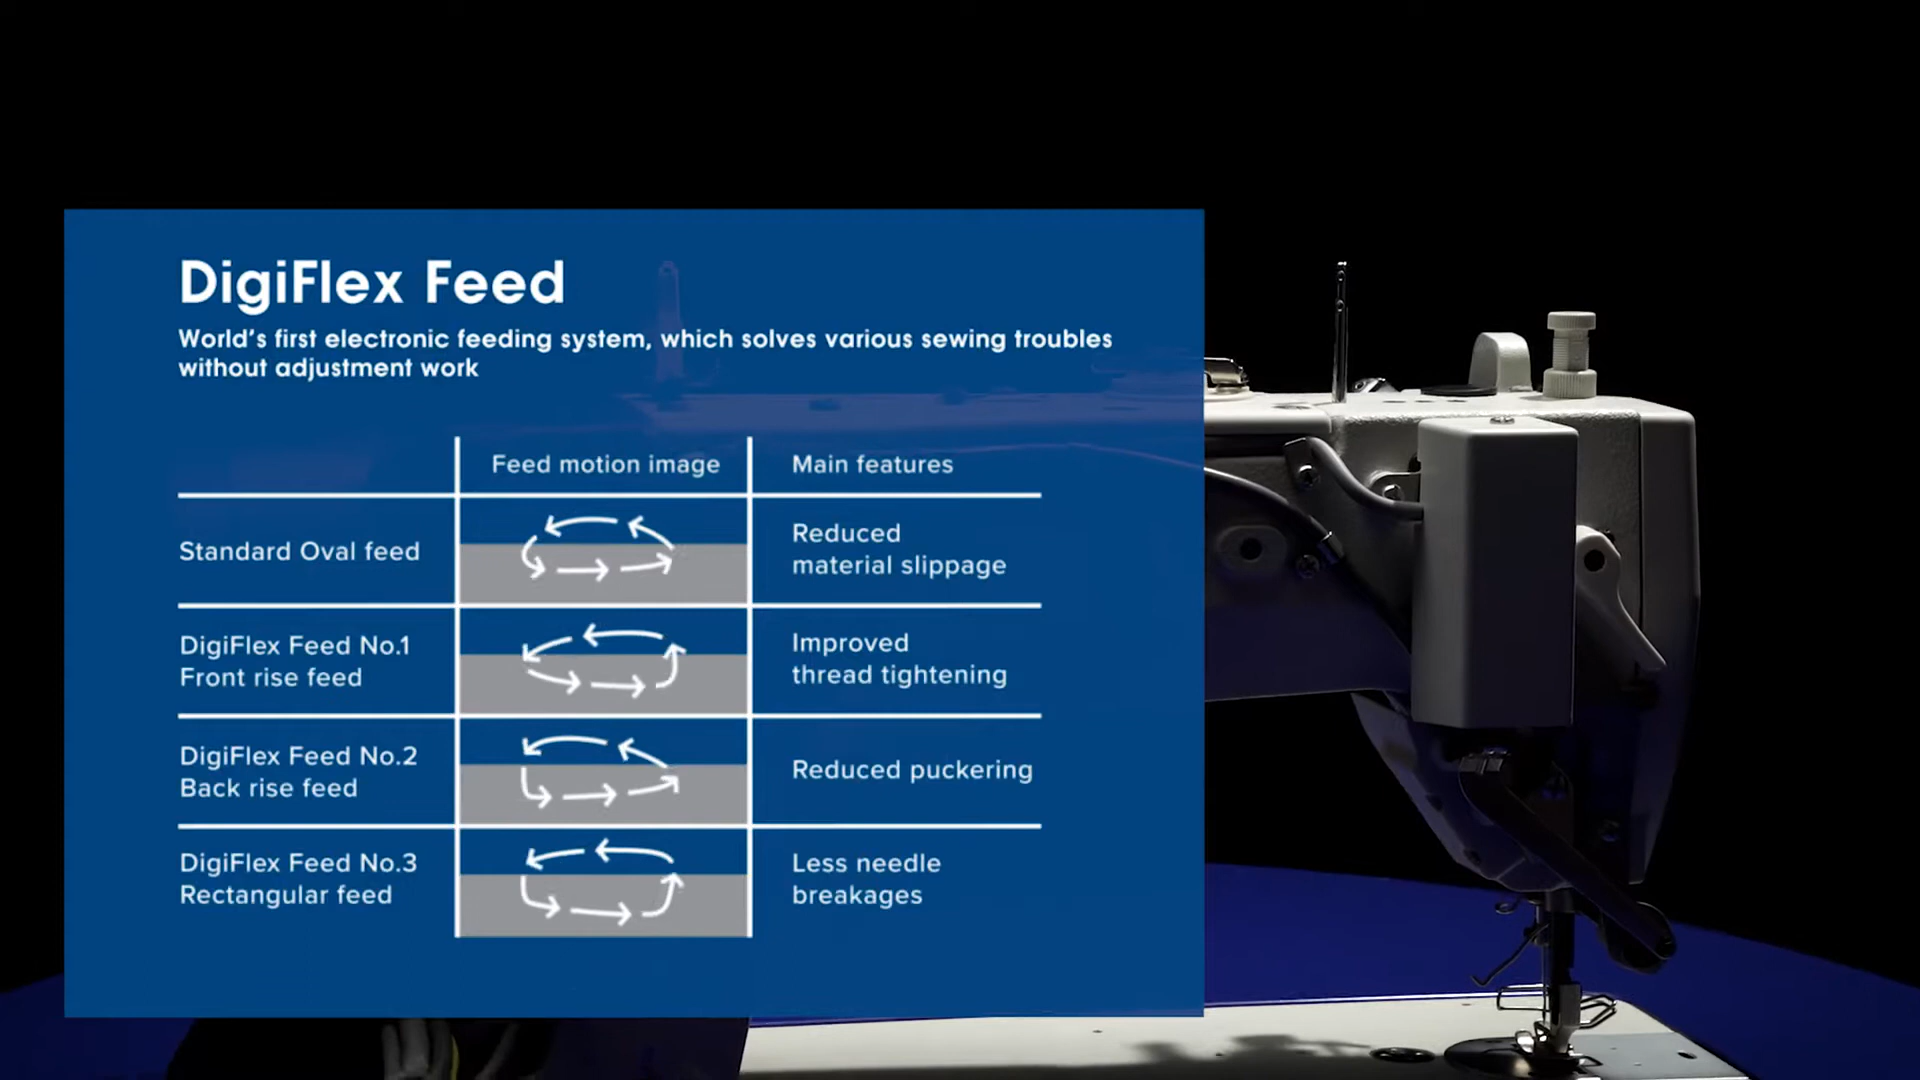 DigiFlex Feed
World's first electronic feeding system, which solves various sewing troubles
without adjustment work
Feed motion image
Main features
Standard Oval feed
Reduced
material slippage
DigiFlex Feed No.1
Front rise feed
Improved
thread tightening
DigiFlex Feed No.2
Back rise feed
Reduced puckering
DigiFlex Feed No.3
Rectangular feed
Less needle
breakages